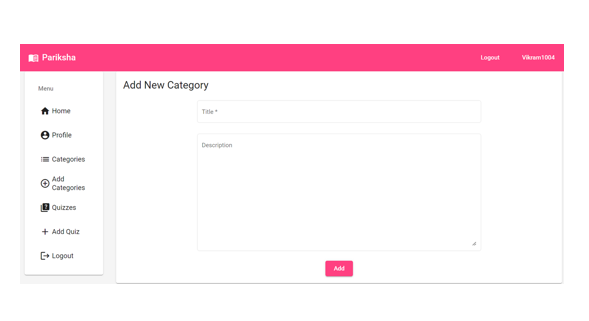 Pariksha
Logout
Vikram1004
Menu
Home
Profile
Categories
Add
Categories
Quizzes
Add Quiz
Logout
Add New Category
Title *
Description
Add